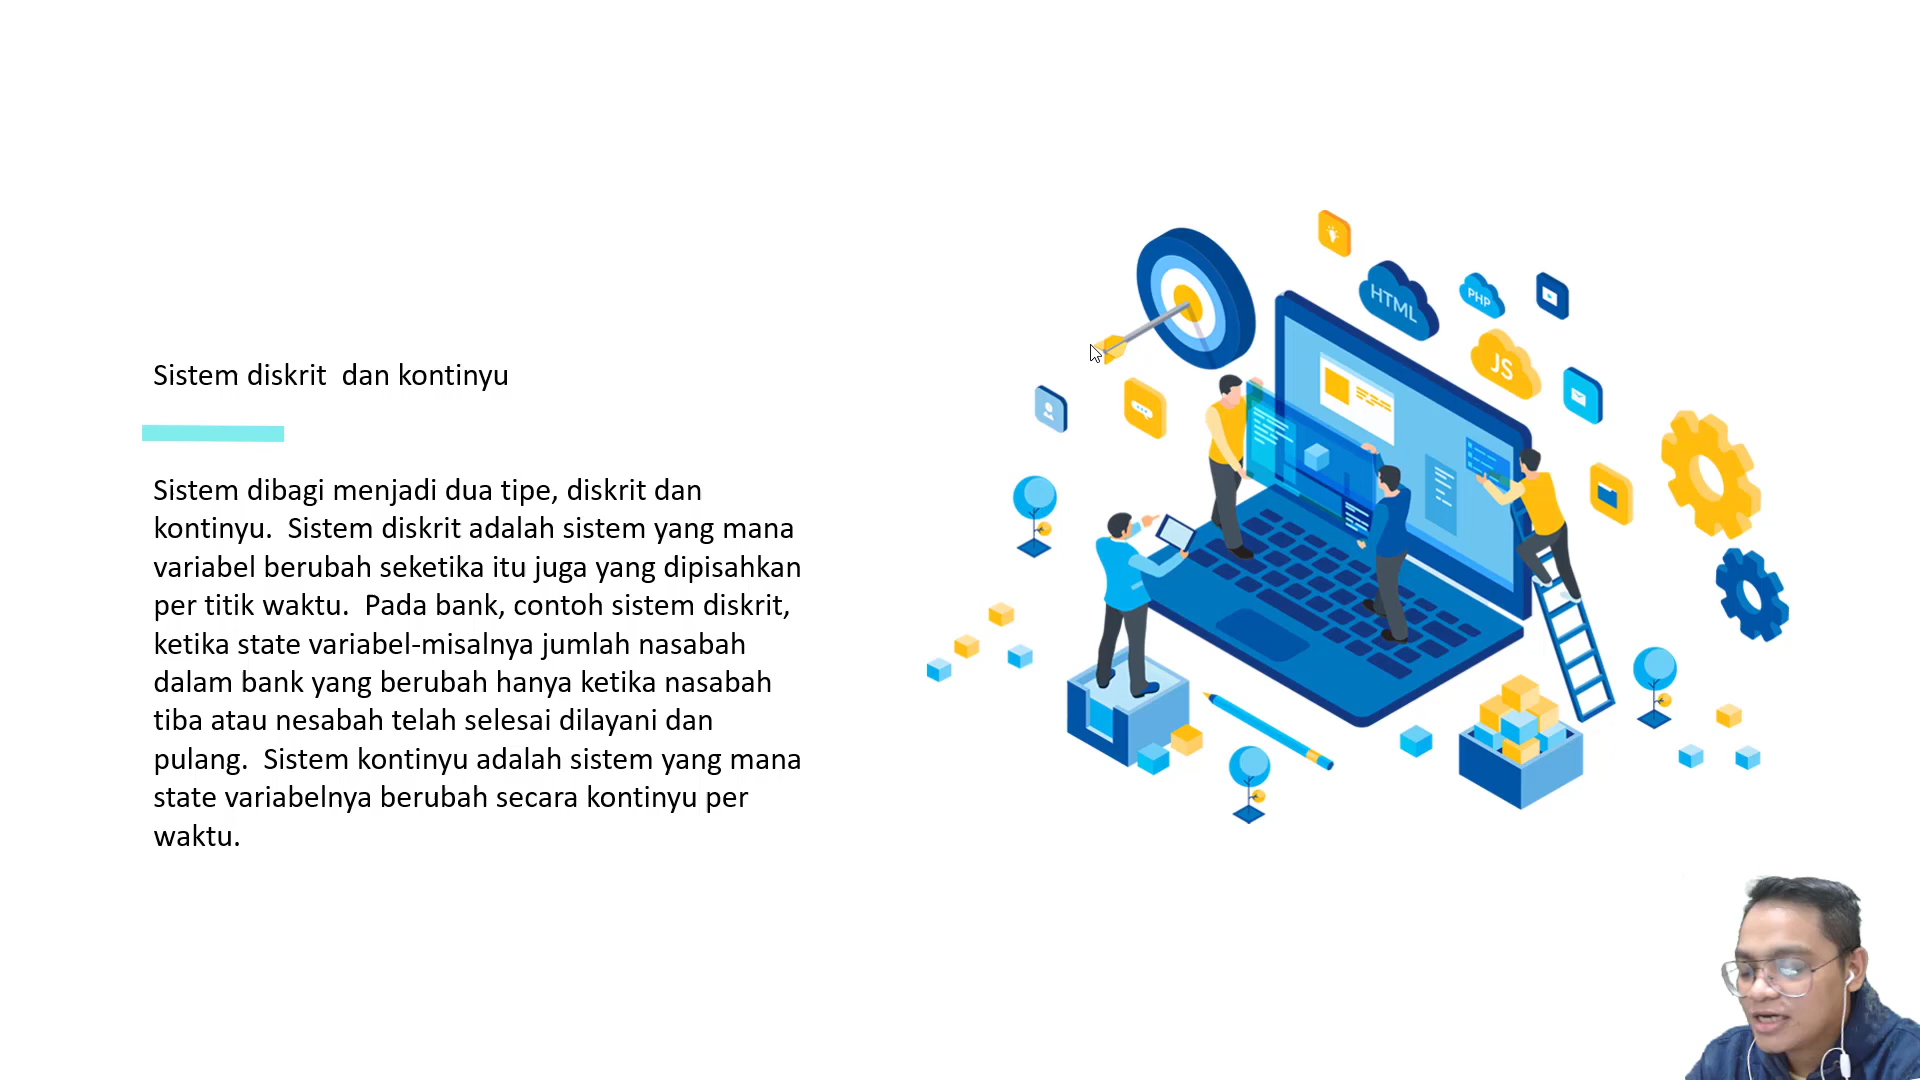 Sistem diskrit  dan kontinyu
Sistem dibagi menjadi dua tipe, diskrit dan
kontinyu.  Sistem diskrit adalah sistem yang mana
variabel berubah seketika itu juga yang dipisahkan
per titik waktu.  Pada bank, contoh sistem diskrit,
ketika state variabel-misalnya jumlah nasabah
dalam bank yang berubah hanya ketika nasabah
tiba atau nesabah telah selesai dilayani dan
pulang.  Sistem kontinyu adalah sistem yang mana
state variabelnya berubah secara kontinyu per
waktu.
HTML
PHP
JS